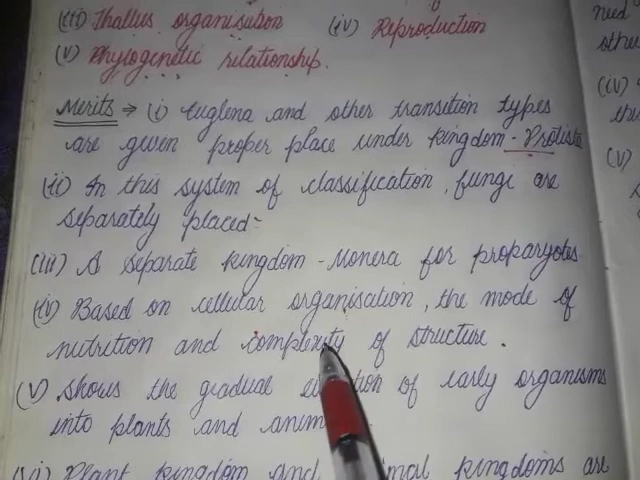 (iii) Thallus organisation (iv) Reproduction
(v) Phylogenetic relationship.
Merits → (i) Euglena and other transition types
are given proper place under kingdom - Protista
(ii) In this system of classification, fungi are
separately placed-
(iii) A separate kingdom - Monera for prokaryotes
(iv) Based on cellular organisation, the mode of
nutrition and complexity of structure.
(v) Shows the gradual of early organisms
into plants and
(vi) Plant kingdom and kingdoms are
need
othe
(iv)
(v)